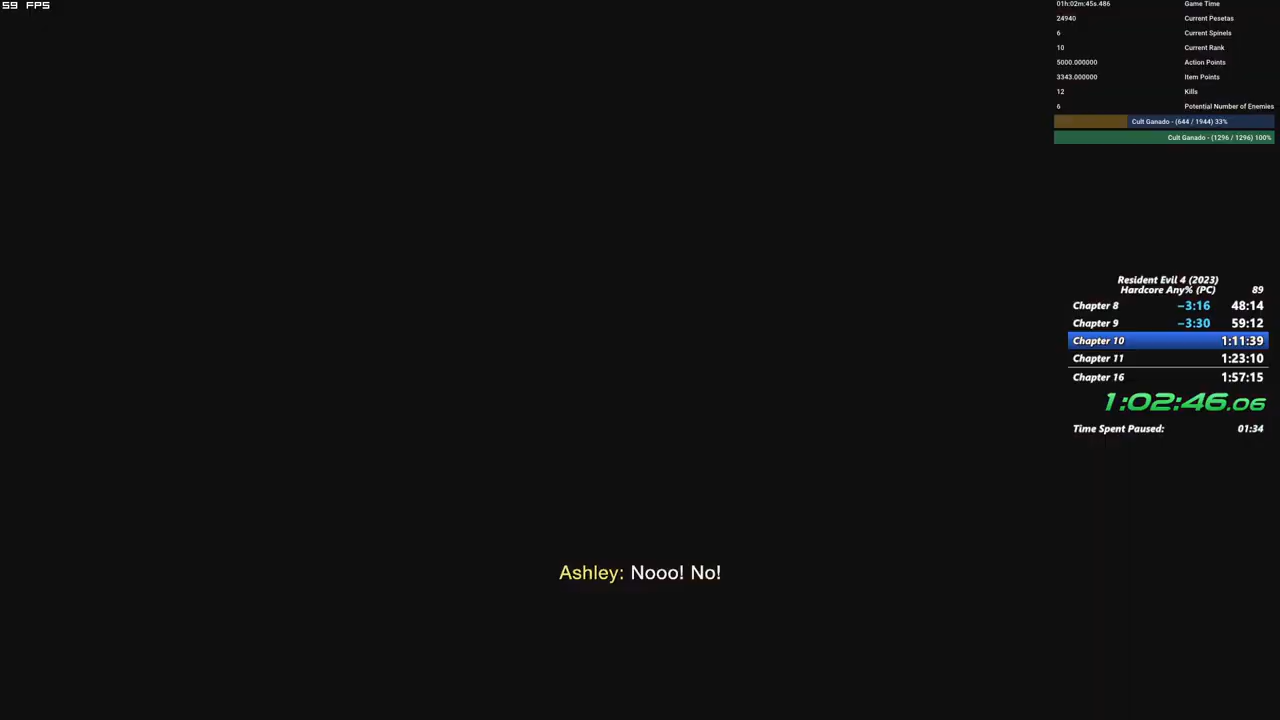 59 FPS
01h:02m:45s.486 Game Time
24940 Current Pesetas
6 Current Spinels
10 Current Rank
5000.000000 Action Points
3343.000000 Item Points
12 Kills
6 Potential Number of Enemies
Cult Ganado - (644 / 1944) 33%
Cult Ganado - (1296 / 1296) 100%
Resident Evil 4 (2023)
Hardcore Any% (PC) 89
Chapter 8 −3:16 48:14
Chapter 9 −3:30 59:12
Chapter 10 1:11:39
Chapter 11 1:23:10
Chapter 16 1:57:15
1:02:46.06
Time Spent Paused: 01:34
Ashley: Nooo! No!